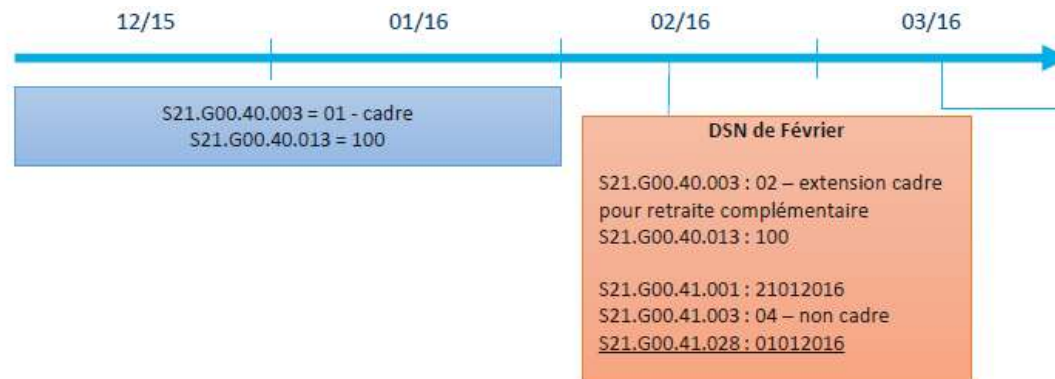 12/15
01/16
02/16
03/16
S21.G00.40.003 = 01 - cadre
S21.G00.40.013 = 100
DSN de Février
S21.G00.40.003 : 02 – extension cadre
pour retraite complémentaire
S21.G00.40.013 : 100
S21.G00.41.001 : 21012016
S21.G00.41.003 : 04 – non cadre
S21.G00.41.028 : 01012016